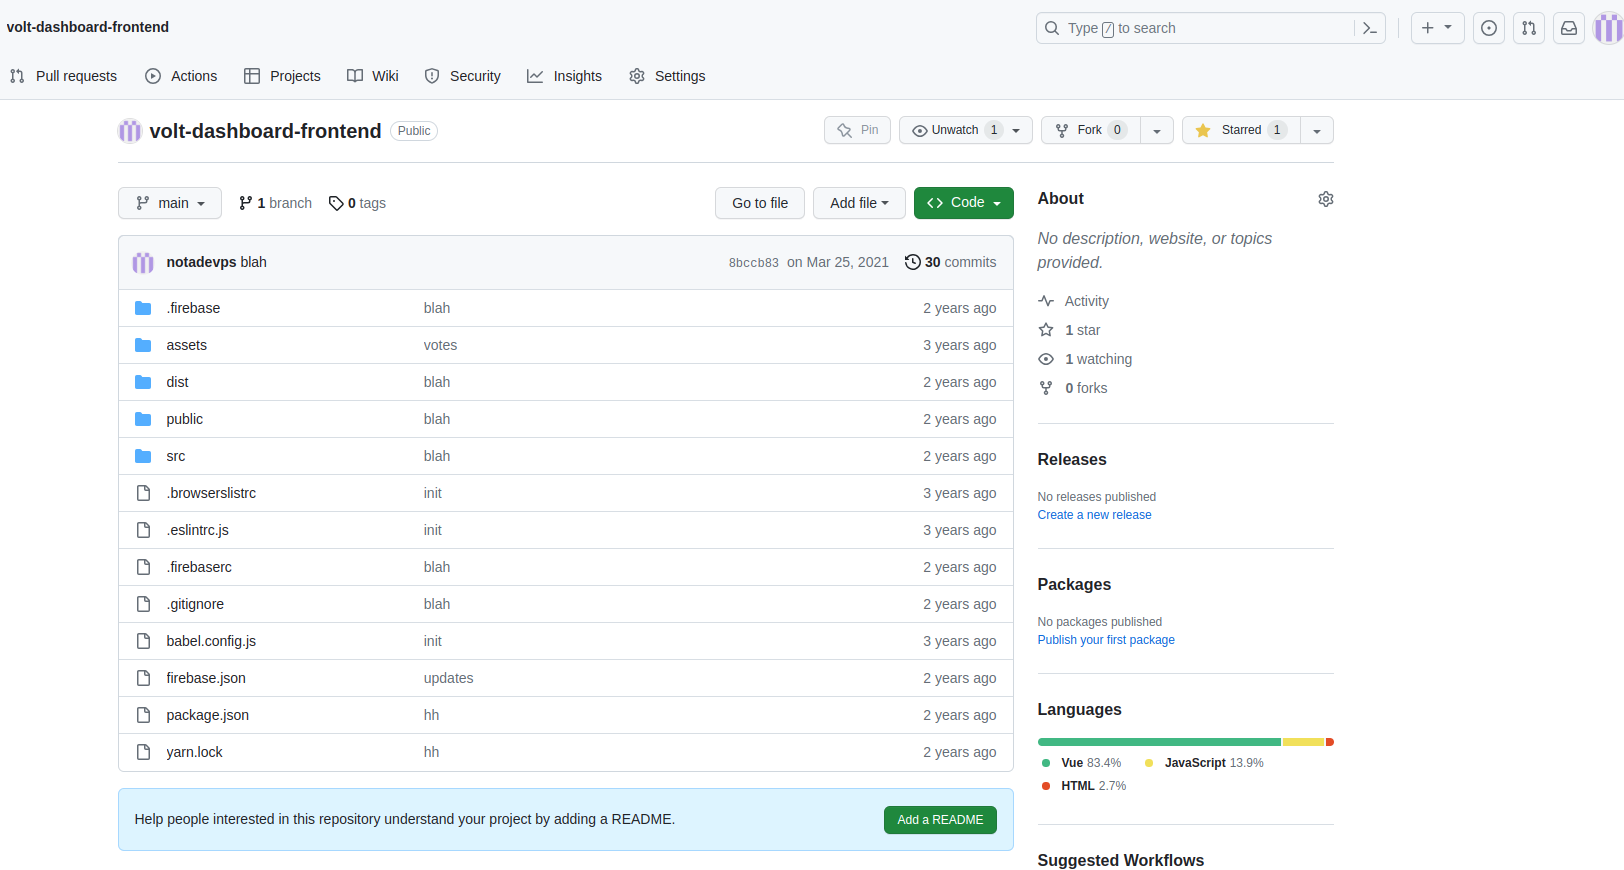 volt-dashboard-frontend
Type / to search
Pull requests Actions Projects Wiki Security Insights Settings
volt-dashboard-frontend Public
Pin Unwatch 1 Fork 0 Starred 1
main 1 branch 0 tags Go to file Add file Code
notadevps blah 8bccb83 on Mar 25, 2021 30 commits
.firebase blah 2 years ago
assets votes 3 years ago
dist blah 2 years ago
public blah 2 years ago
src blah 2 years ago
.browserslistrc init 3 years ago
.eslintrc.js init 3 years ago
.firebaserc blah 2 years ago
.gitignore blah 2 years ago
babel.config.js init 3 years ago
firebase.json updates 2 years ago
package.json hh 2 years ago
yarn.lock hh 2 years ago
Help people interested in this repository understand your project by adding a README. Add a README
About
No description, website, or topics
provided.
Activity
1 star
1 watching
0 forks
Releases
No releases published
Create a new release
Packages
No packages published
Publish your first package
Languages
Vue 83.4% JavaScript 13.9%
HTML 2.7%
Suggested Workflows